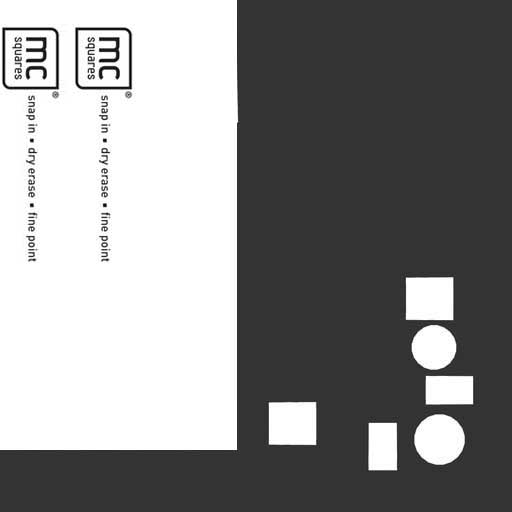 mc
squares®
snap in ▪ dry erase ▪ fine point
mc
squares®
snap in ▪ dry erase ▪ fine point